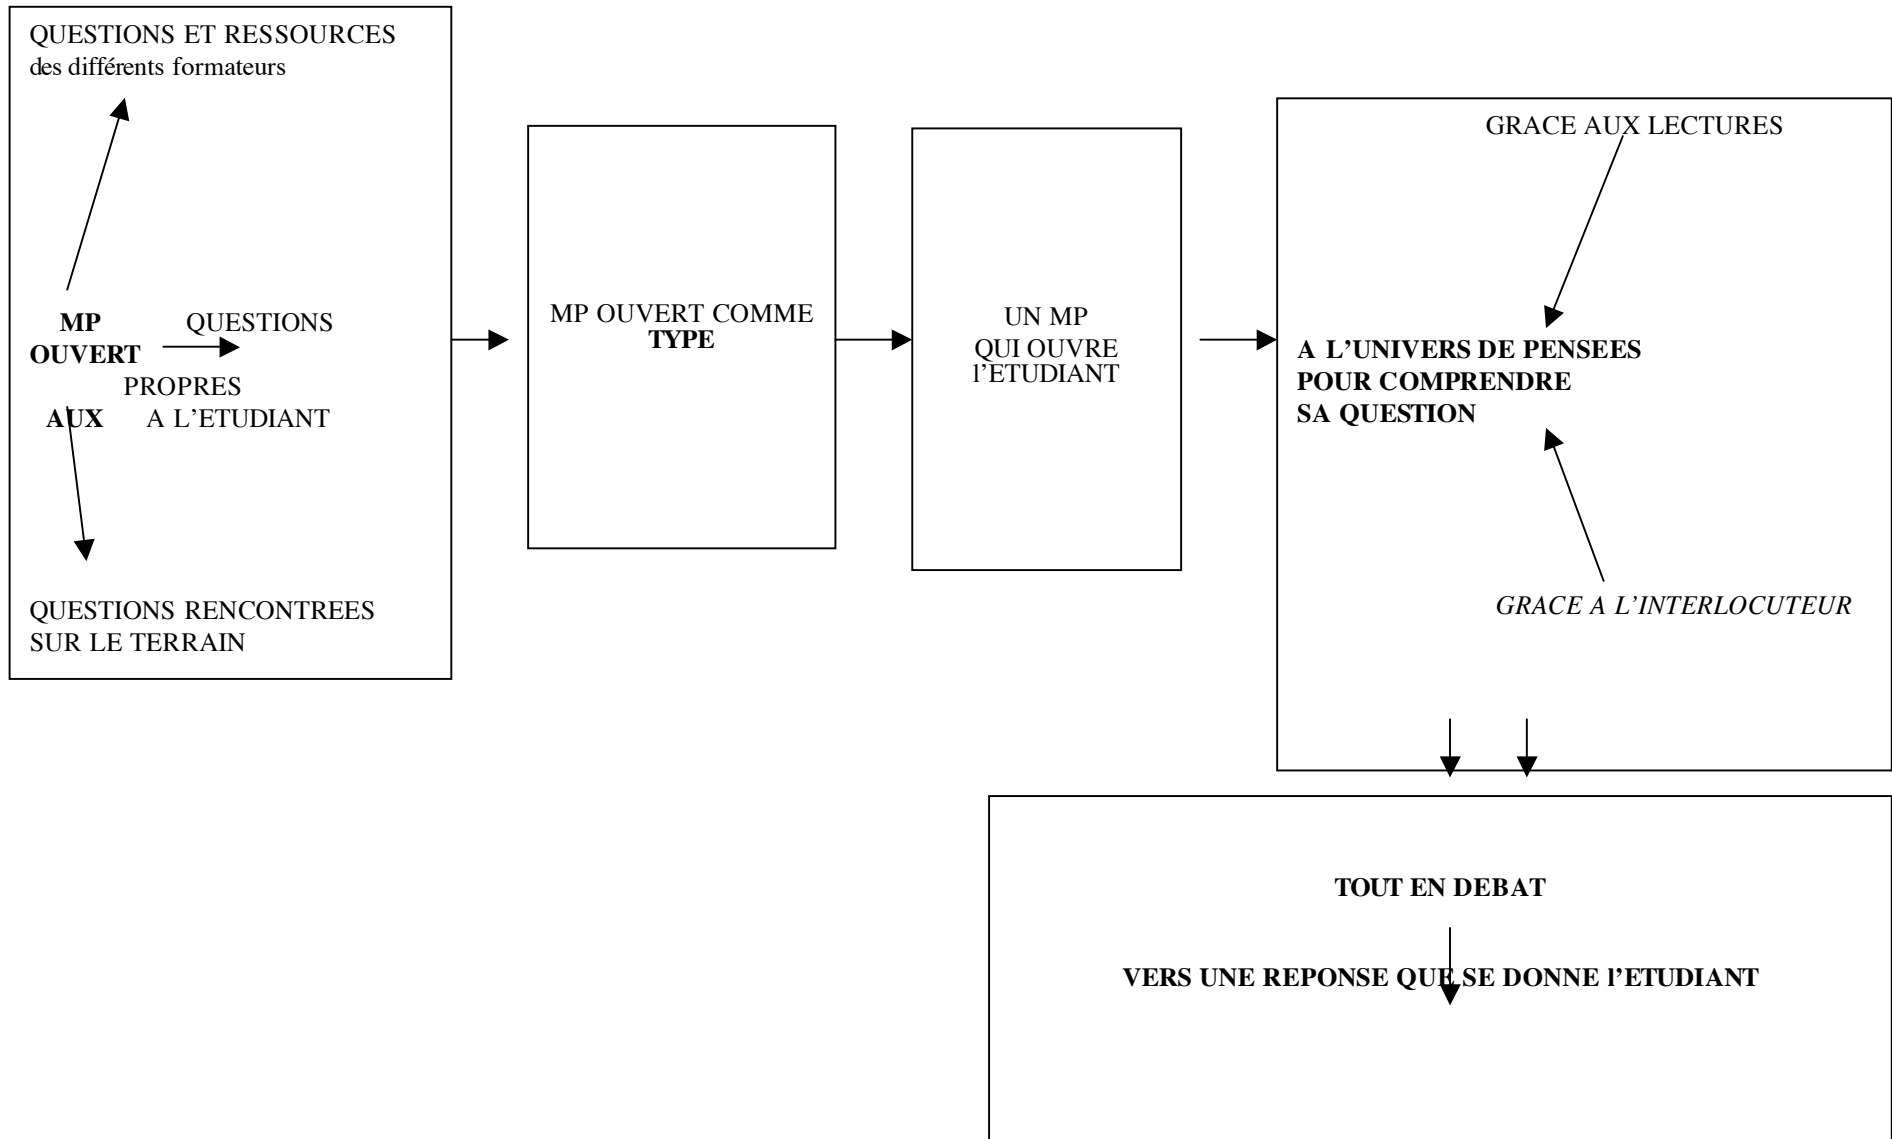 QUESTIONS ET RESSOURCES
des différents formateurs
MP QUESTIONS
OUVERT
PROPRES
AUX A L'ETUDIANT
QUESTIONS RENCONTREES
SUR LE TERRAIN
MP OUVERT COMME
TYPE
UN MP
QUI OUVRE
l'ETUDIANT
GRACE AUX LECTURES
A L'UNIVERS DE PENSEES
POUR COMPRENDRE
SA QUESTION
GRACE A L'INTERLOCUTEUR
TOUT EN DEBAT
VERS UNE REPONSE QUE SE DONNE l'ETUDIANT